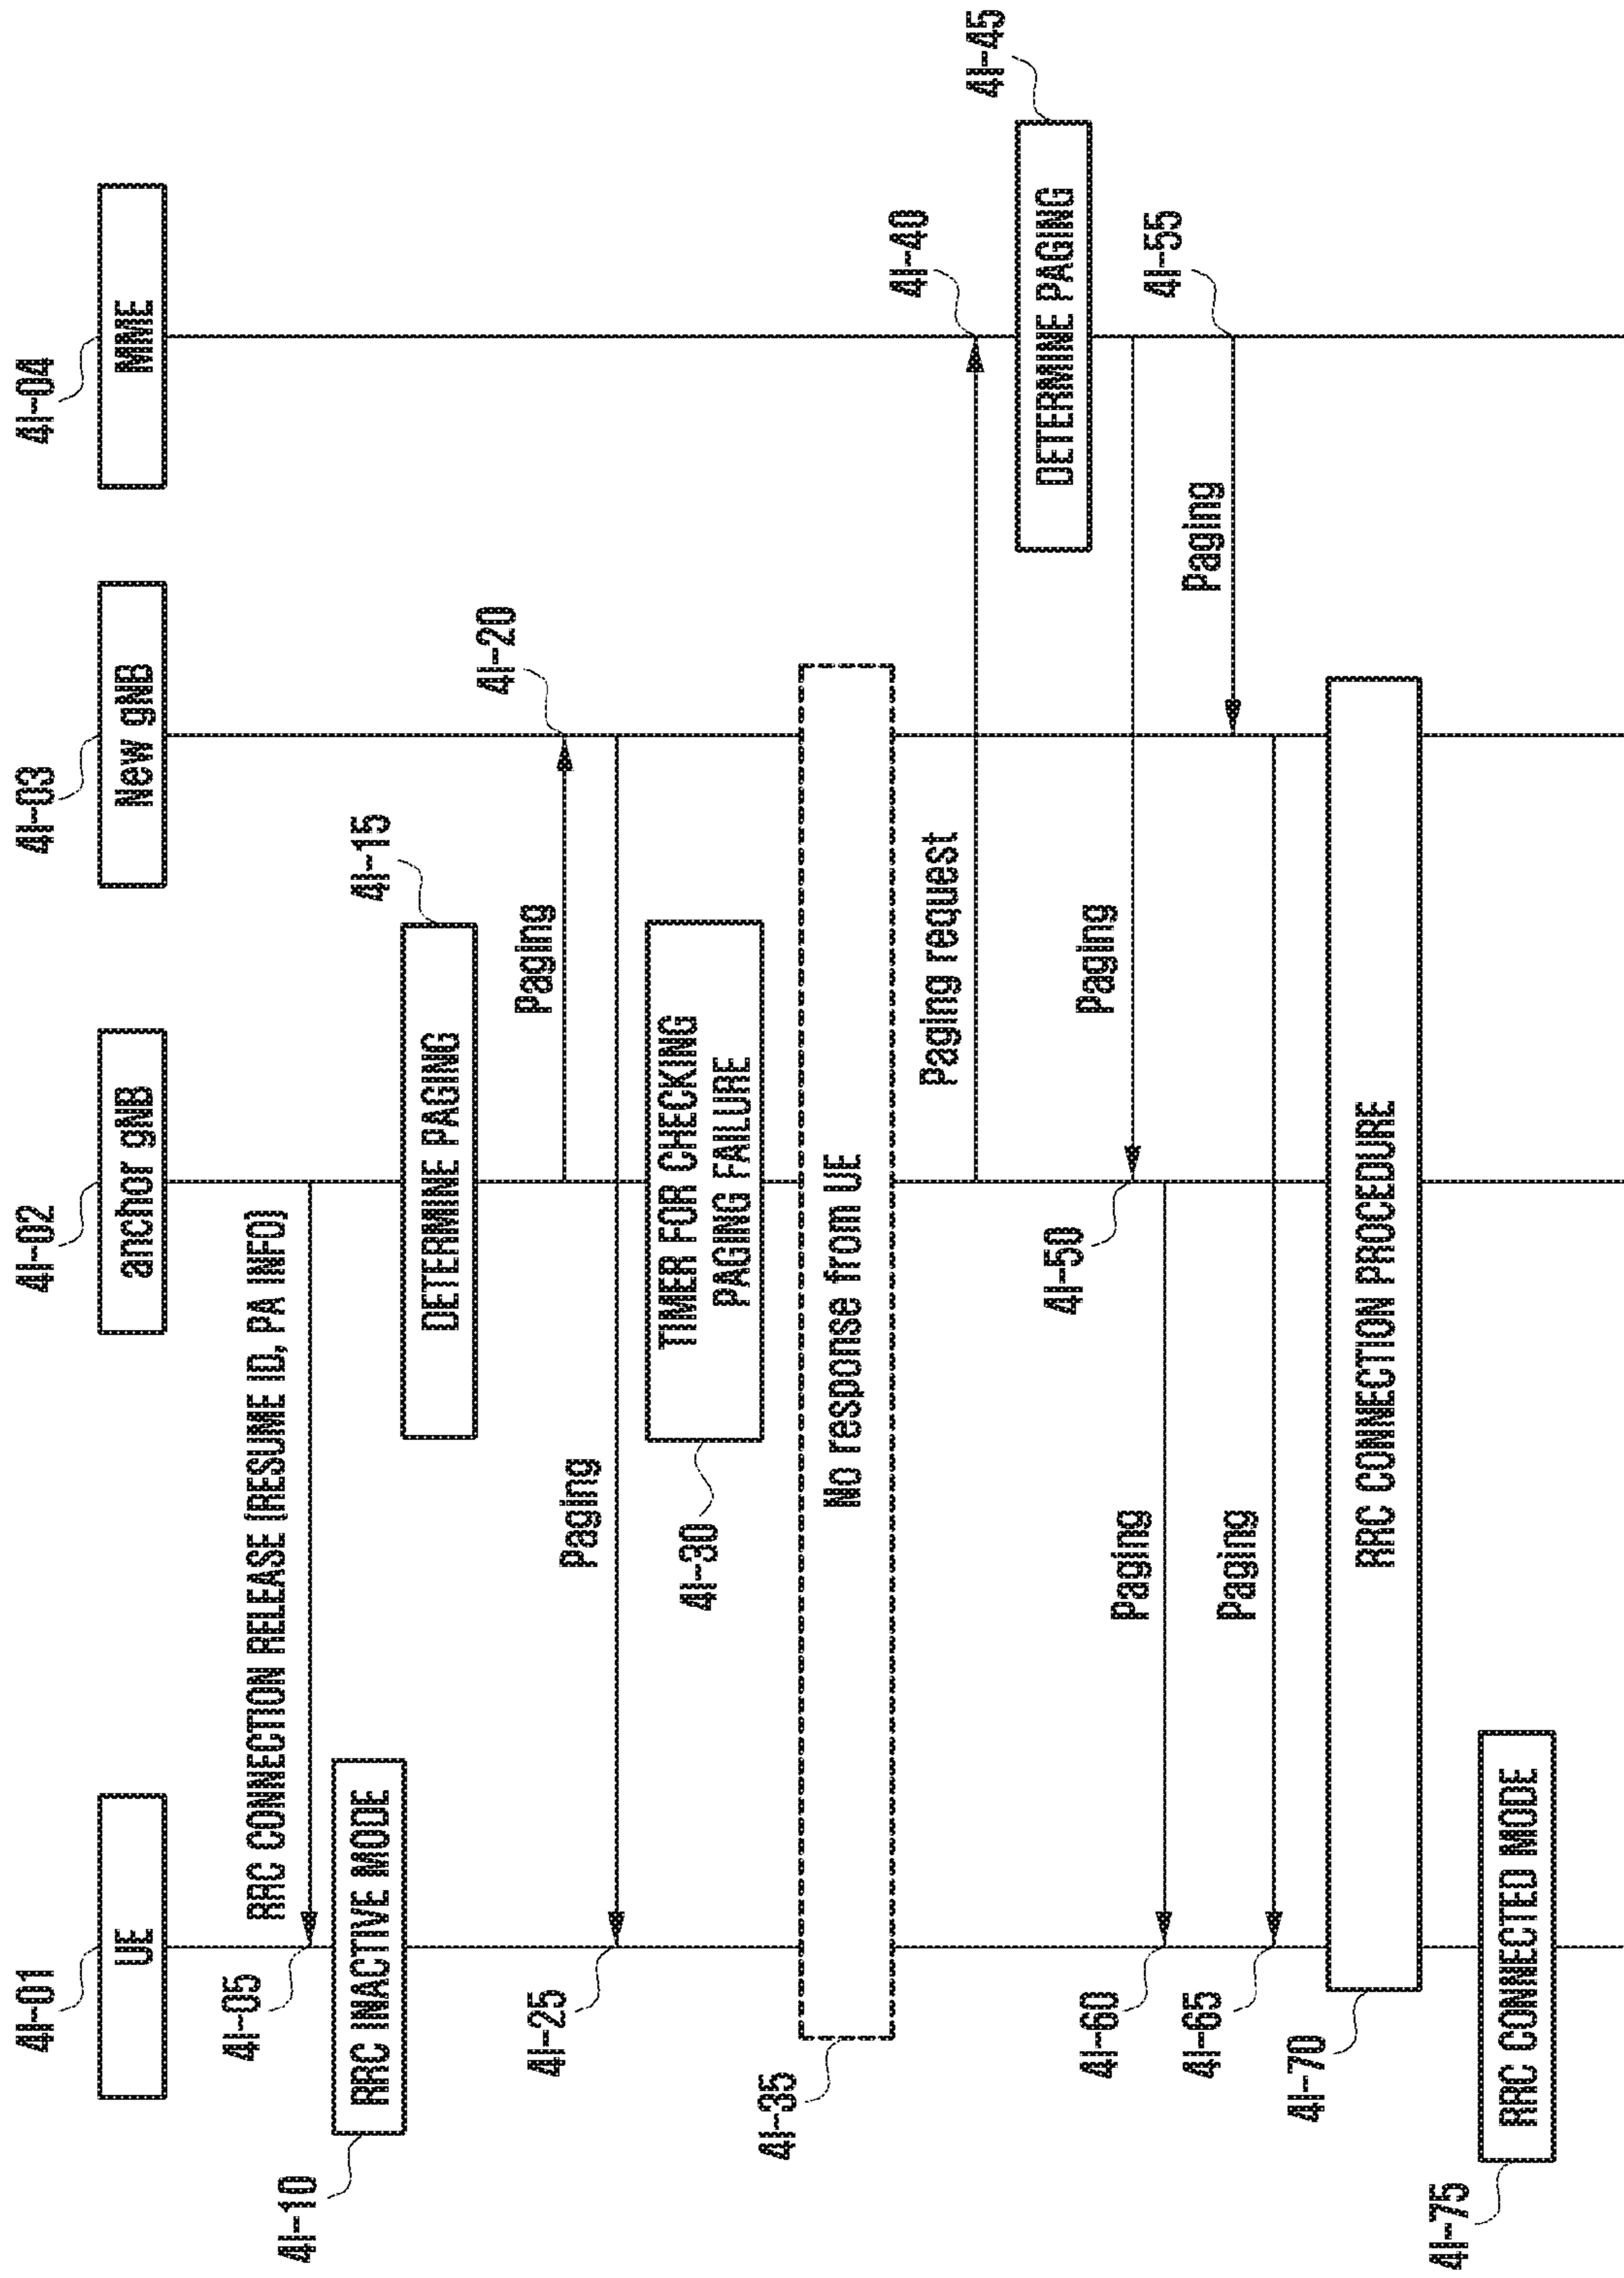 4I-01
4I-02
4I-03
4I-04
UE
anchor gNB
New gNB
MME
RRC CONNECTION RELEASE (RESUME ID, PA INFO)
4I-05
RRC INACTIVE MODE
4I-10
4I-15
DETERMINE PAGING
Paging
4I-20
Paging
4I-25
TIMER FOR CHECKING
PAGING FAILURE
4I-30
No response from UE
4I-35
Paging request
4I-40
4I-45
DETERMINE PAGING
Paging
4I-50
4I-55
Paging
Paging
4I-60
Paging
4I-65
RRC CONNECTION PROCEDURE
4I-70
RRC CONNECTED MODE
4I-75